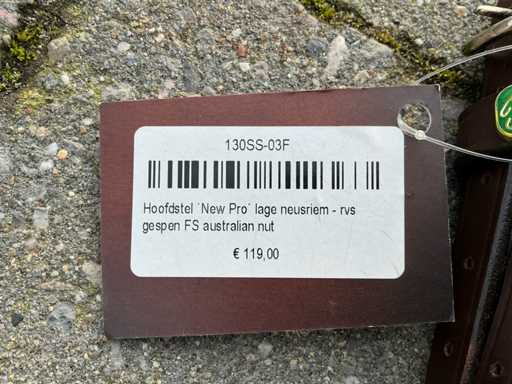 130SS-03F
Hoofdstel ´New Pro´ lage neusriem - rvs
gespen FS australian nut
€ 119,00